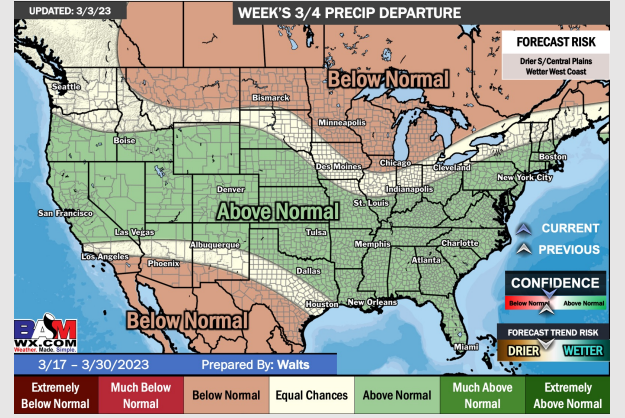 UPDATED: 3/3/23
WEEK'S 3/4 PRECIP DEPARTURE
FORECAST RISK
Drier S/Central Plains
Wetter West Coast
Below Normal
Seattle
Bismarck
Minneapolis
Boise
Des Moines
Chicago
Cleveland
Boston
New York City
Indianapolis
Denver
St. Louis
Above Normal
San Francisco
Las Vegas
Tulsa
Memphis
Charlotte
CURRENT
PREVIOUS
Albuquerque
Los Angeles
Phoenix
Atlanta
Dallas
CONFIDENCE
Below Normal
Above Normal
Houston
New Orleans
Below Normal
BAM
WX.COM
Weather. Made. Simple.
FORECAST TREND RISK
DRIER
WETTER
Miami
3/17 – 3/30/2023
Prepared By: Walts
Extremely Below Normal
Much Below Normal
Below Normal
Equal Chances
Above Normal
Much Above Normal
Extremely Above Normal